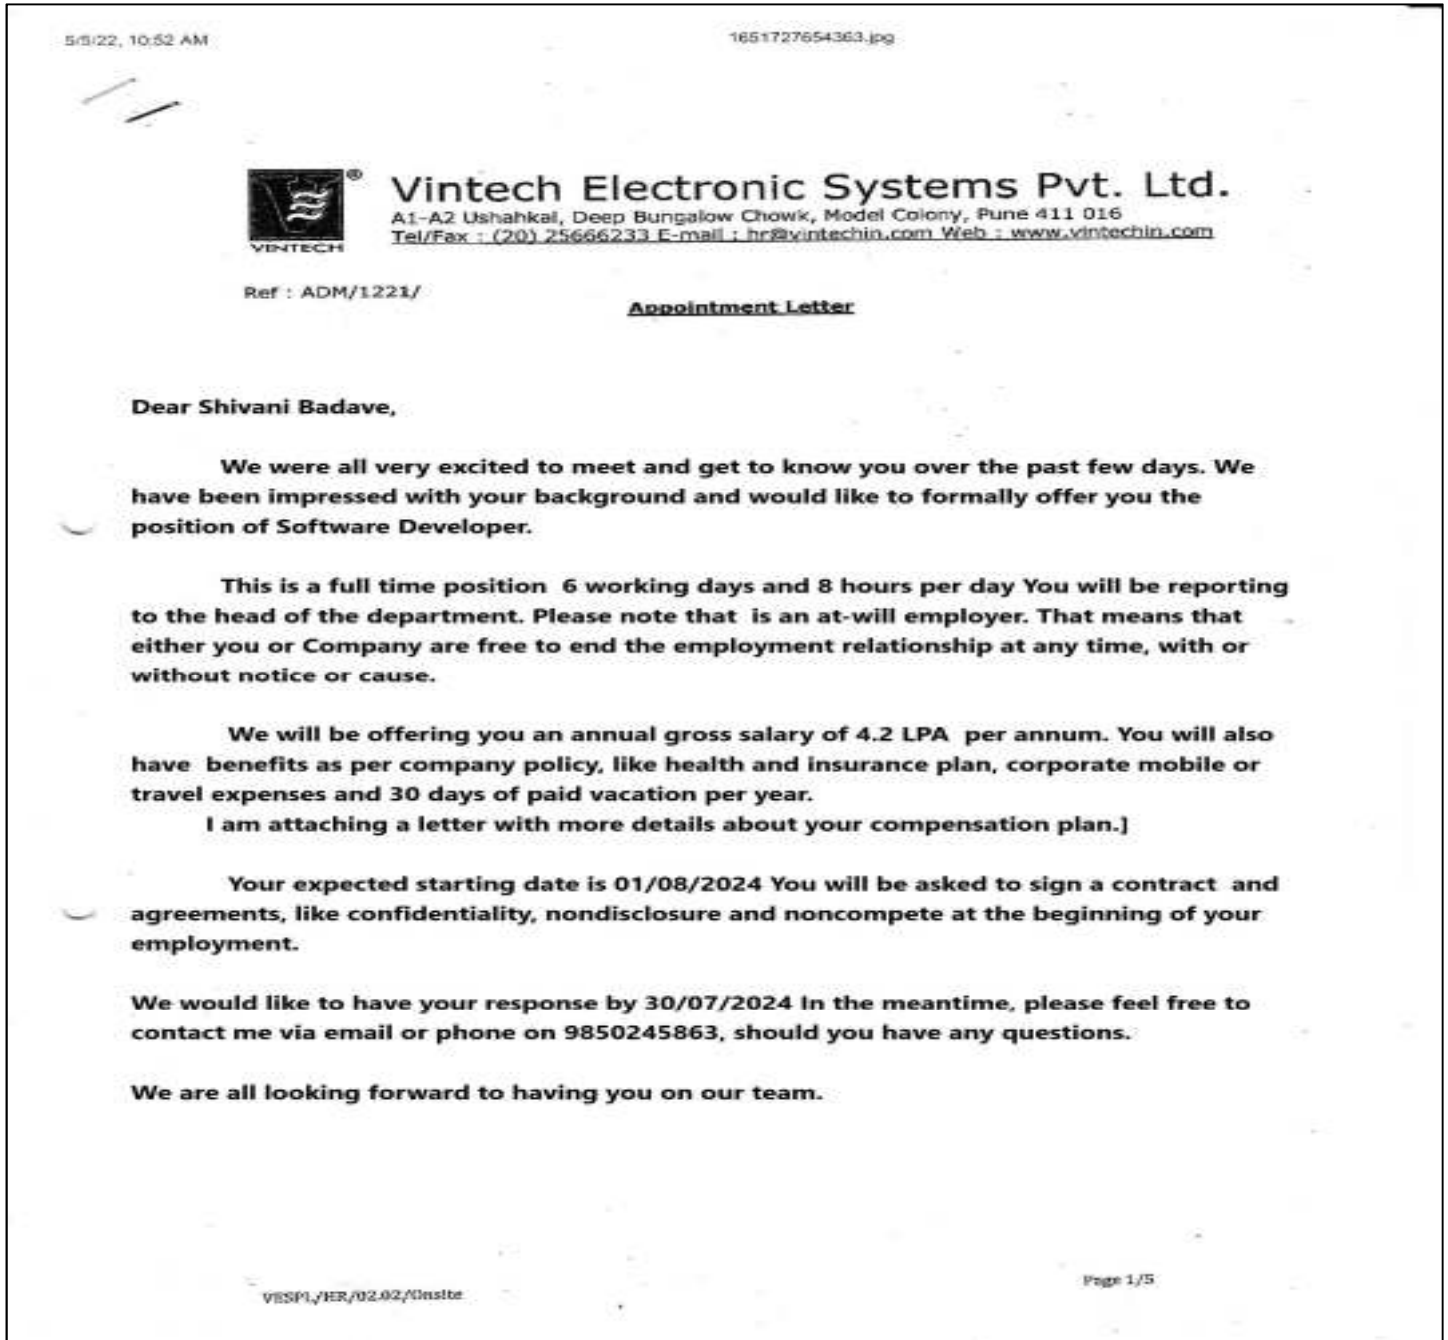 5/5/22, 10:52 AM
1651727654363.jpg
VINTECH
®
Vintech Electronic Systems Pvt. Ltd.
A1-A2 Ushahkal, Deep Bungalow Chowk, Model Colony, Pune 411 016
Tel/Fax : (20) 25666233 E-mail : hr@vintechin.com Web : www.vintechin.com
Ref : ADM/1221/
Appointment Letter
Dear Shivani Badave,
We were all very excited to meet and get to know you over the past few days. We
have been impressed with your background and would like to formally offer you the
position of Software Developer.
This is a full time position  6 working days and 8 hours per day You will be reporting
to the head of the department. Please note that  is an at-will employer. That means that
either you or Company are free to end the employment relationship at any time, with or
without notice or cause.
We will be offering you an annual gross salary of 4.2 LPA  per annum. You will also
have  benefits as per company policy, like health and insurance plan, corporate mobile or
travel expenses and 30 days of paid vacation per year.
I am attaching a letter with more details about your compensation plan.]
Your expected starting date is 01/08/2024 You will be asked to sign a contract  and
agreements, like confidentiality, nondisclosure and noncompete at the beginning of your
employment.
We would like to have your response by 30/07/2024 In the meantime, please feel free to
contact me via email or phone on 9850245863, should you have any questions.
We are all looking forward to having you on our team.
VESPL/HR/02.02/Onsite
Page 1/5